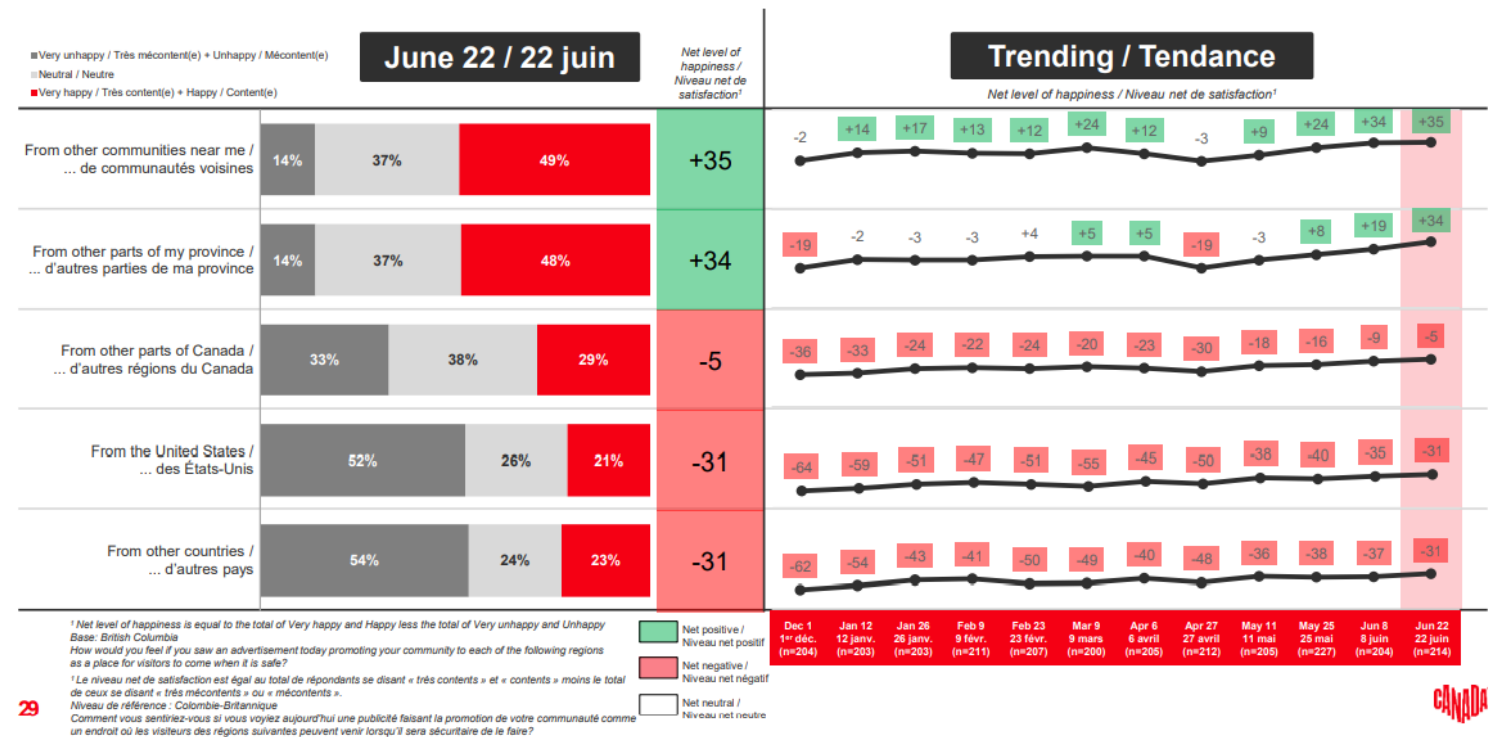 ■Very unhappy / Très mécontent(e) + Unhappy / Mécontent(e)
■Neutral / Neutre
■Very happy / Très content(e) + Happy / Content(e)
June 22 / 22 juin
Net level of
happiness /
Niveau net de
satisfaction¹
Trending / Tendance
Net level of happiness / Niveau net de satisfaction¹
From other communities near me /
... de communautés voisines
14% 37% 49%
+35
-2 +14 +17 +13 +12 +24 +12 -3 +9 +24 +34 +35
From other parts of my province /
... d'autres parties de ma province
14% 37% 48%
+34
-19 -2 -3 -3 +4 +5 +5 -19 -3 +8 +19 +34
From other parts of Canada /
... d'autres régions du Canada
33% 38% 29%
-5
-36 -33 -24 -22 -24 -20 -23 -30 -18 -16 -9 -5
From the United States /
... des États-Unis
52% 26% 21%
-31
-64 -59 -51 -47 -51 -55 -45 -50 -38 -40 -35 -31
From other countries /
... d'autres pays
54% 24% 23%
-31
-62 -54 -43 -41 -50 -49 -40 -48 -36 -38 -37 -31
Dec 1 Jan 12 Jan 26 Feb 9 Feb 23 Mar 9 Apr 6 Apr 27 May 11 May 25 Jun 8 Jun 22
1er déc. 12 janv. 26 janv. 9 févr. 23 févr. 9 mars 6 avril 27 avril 11 mai 25 mai 8 juin 22 juin
(n=204) (n=203) (n=203) (n=211) (n=207) (n=200) (n=205) (n=212) (n=205) (n=227) (n=204) (n=214)
¹ Net level of happiness is equal to the total of Very happy and Happy less the total of Very unhappy and Unhappy
Base: British Columbia
How would you feel if you saw an advertisement today promoting your community to each of the following regions
as a place for visitors to come when it is safe?
¹ Le niveau net de satisfaction est égal au total de répondants se disant « très contents » et « contents » moins le total
de ceux se disant « très mécontents » ou « mécontents ».
Niveau de référence : Colombie-Britannique
Comment vous sentiriez-vous si vous voyiez aujourd'hui une publicité faisant la promotion de votre communauté comme
un endroit où les visiteurs des régions suivantes peuvent venir lorsqu'il sera sécuritaire de le faire?
Net positive /
Niveau net positif
Net negative /
Niveau net négatif
Net neutral /
Niveau net neutre
29
CANADA